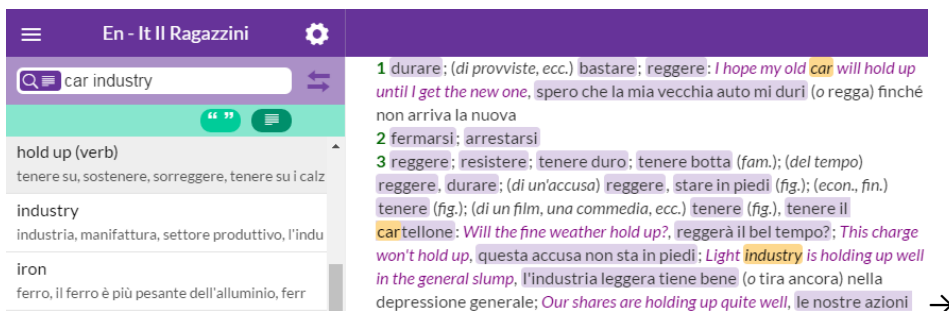 En - It Il Ragazzini
car industry
“ ”
hold up (verb)
tenere su, sostenere, sorreggere, tenere su i calz
industry
industria, manifattura, settore produttivo, l'indu
iron
ferro, il ferro è più pesante dell'alluminio, ferr
1 durare; (di provviste, ecc.) bastare; reggere: I hope my old car will hold up
until I get the new one, spero che la mia vecchia auto mi duri (o regga) finché
non arriva la nuova
2 fermarsi; arrestarsi
3 reggere; resistere; tenere duro; tenere botta (fam.); (del tempo)
reggere, durare; (di un'accusa) reggere, stare in piedi (fig.); (econ., fin.)
tenere (fig.); (di un film, una commedia, ecc.) tenere (fig.), tenere il
cartellone: Will the fine weather hold up?, reggerà il bel tempo?; This charge
won't hold up, questa accusa non sta in piedi; Light industry is holding up well
in the general slump, l'industria leggera tiene bene (o tira ancora) nella
depressione generale; Our shares are holding up quite well, le nostre azioni